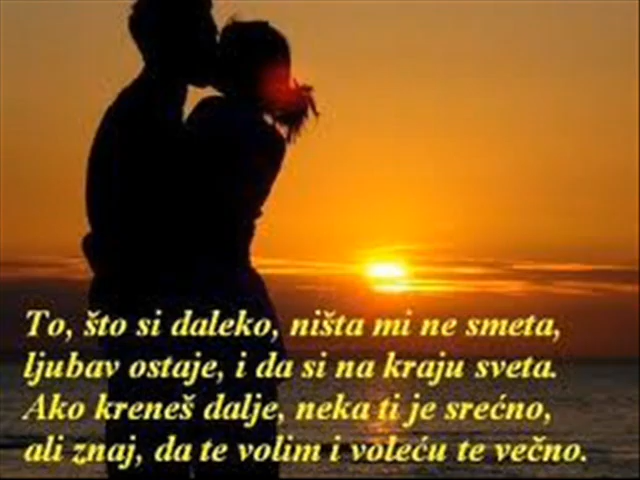 To, što si daleko, ništa mi ne smeta,
ljubav ostaje, i da si na kraju sveta.
Ako kreneš dalje, neka ti je srećno,
ali znaj, da te volim i voleću te večno.